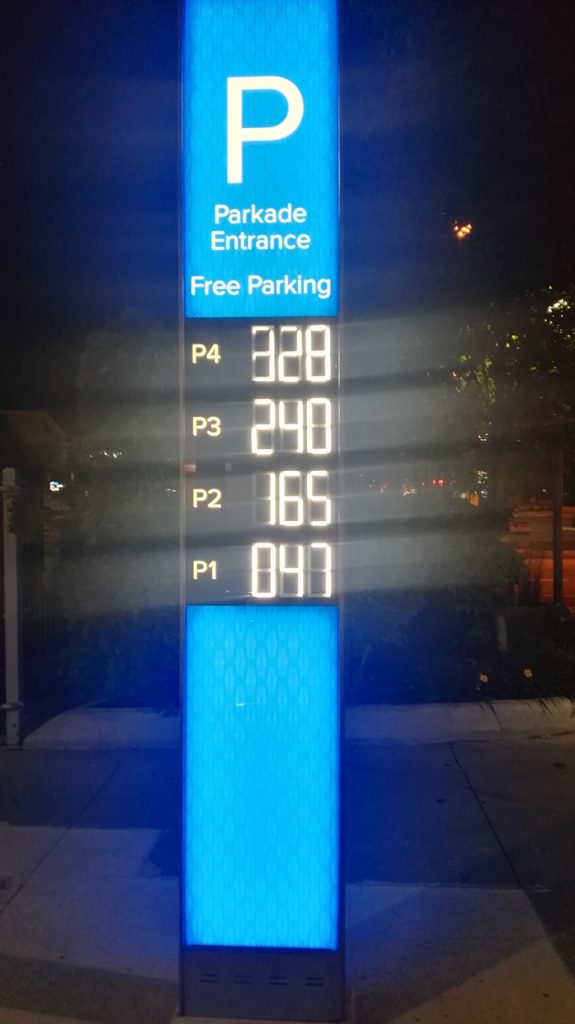 P
Parkade
Entrance
Free Parking
P4 328
P3 240
P2 165
P1 047